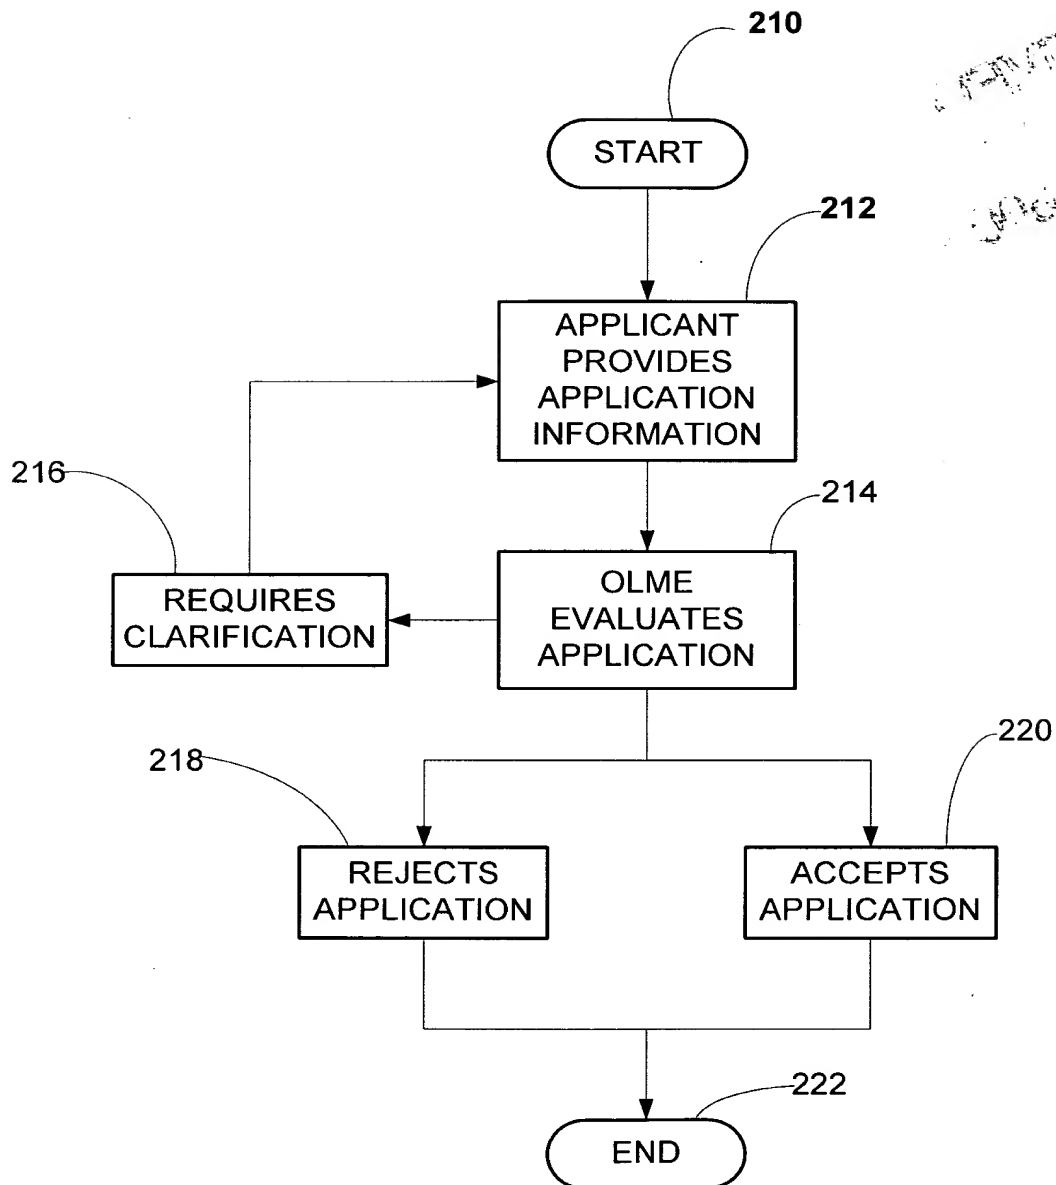 210
START
212
APPLICANT
PROVIDES
APPLICATION
INFORMATION
216
214
REQUIRES
CLARIFICATION
OLME
EVALUATES
APPLICATION
218
220
REJECTS
APPLICATION
ACCEPTS
APPLICATION
222
END